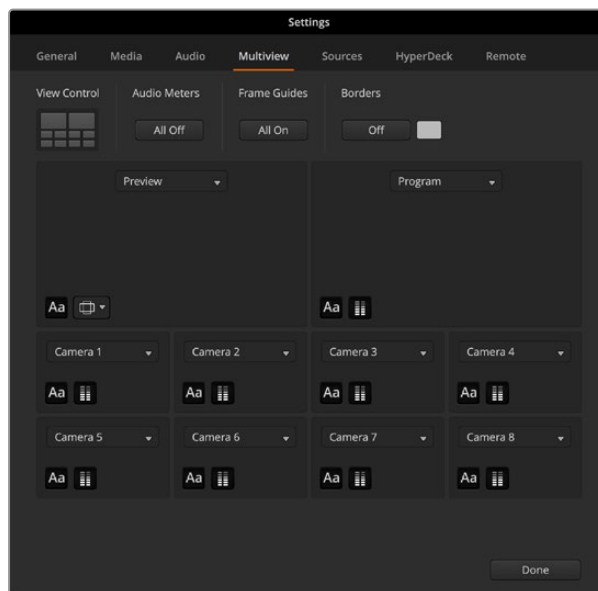 Settings
General Media Audio Multiview Sources HyperDeck Remote
View Control Audio Meters Frame Guides Borders
All Off All On Off
Preview Program
Aa Aa
Camera 1 Camera 2 Camera 3 Camera 4
Aa Aa Aa Aa
Camera 5 Camera 6 Camera 7 Camera 8
Aa Aa Aa Aa
Done